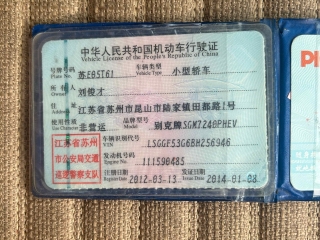 中华人民共和国机动车行驶证
Vehicle License of the People's Republic of China
号牌号码 Plate No. 苏E05T61 车辆类型 Vehicle Type 小型轿车
所有人 Owner 刘俊才
住址 Address 江苏省苏州市昆山市陆家镇田都路1号
使用性质 Use Character 非营运 品牌型号 Model 别克牌SGM7240PHEV
车辆识别代号 VIN LSGGF53G6BH256946
江苏省苏州
市公安局交通
巡逻警察支队
发动机号码 Engine No. 111590485
注册日期 Register Date 2012-03-13 发证日期 Issue Date 2014-01-08